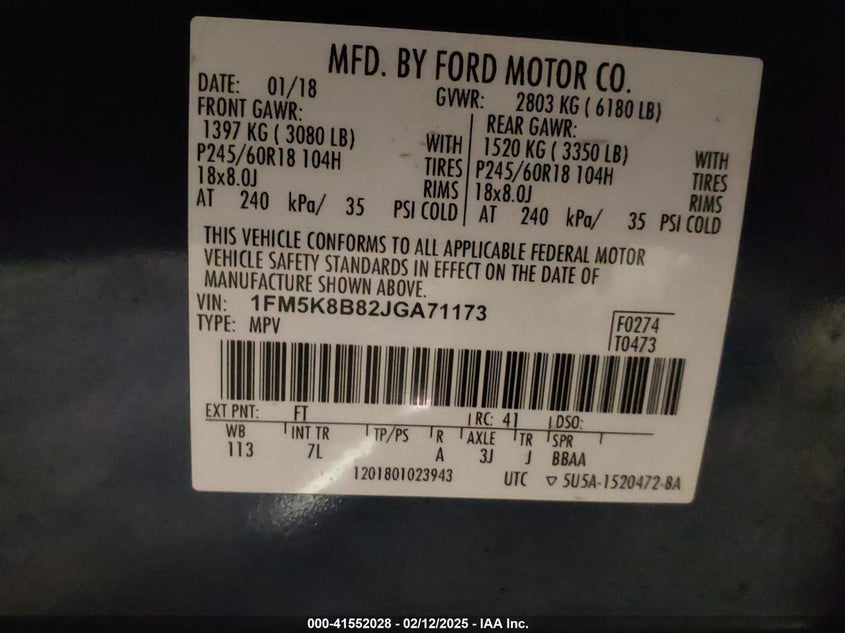 MFD. BY FORD MOTOR CO.
DATE: 01/18
GVWR: 2803 KG ( 6180 LB)
FRONT GAWR:
1397 KG ( 3080 LB) WITH
P245/60R18 104H TIRES
18x8.0J RIMS
AT 240 kPa/ 35 PSI COLD
REAR GAWR:
1520 KG ( 3350 LB) WITH
P245/60R18 104H TIRES
18x8.0J RIMS
AT 240 kPa/ 35 PSI COLD
THIS VEHICLE CONFORMS TO ALL APPLICABLE FEDERAL MOTOR
VEHICLE SAFETY STANDARDS IN EFFECT ON THE DATE OF
MANUFACTURE SHOWN ABOVE.
VIN: 1FM5K8B82JGA71173
TYPE: MPV
F0274
T0473
EXT PNT: FT RC: 41 DSO:
WB INT TR TP/PS R AXLE TR SPR
113 7L A 3J J BBAA
1201801023943 UTC ▽ 5U5A-1520472-BA
000-41552028 - 02/12/2025 - IAA Inc.